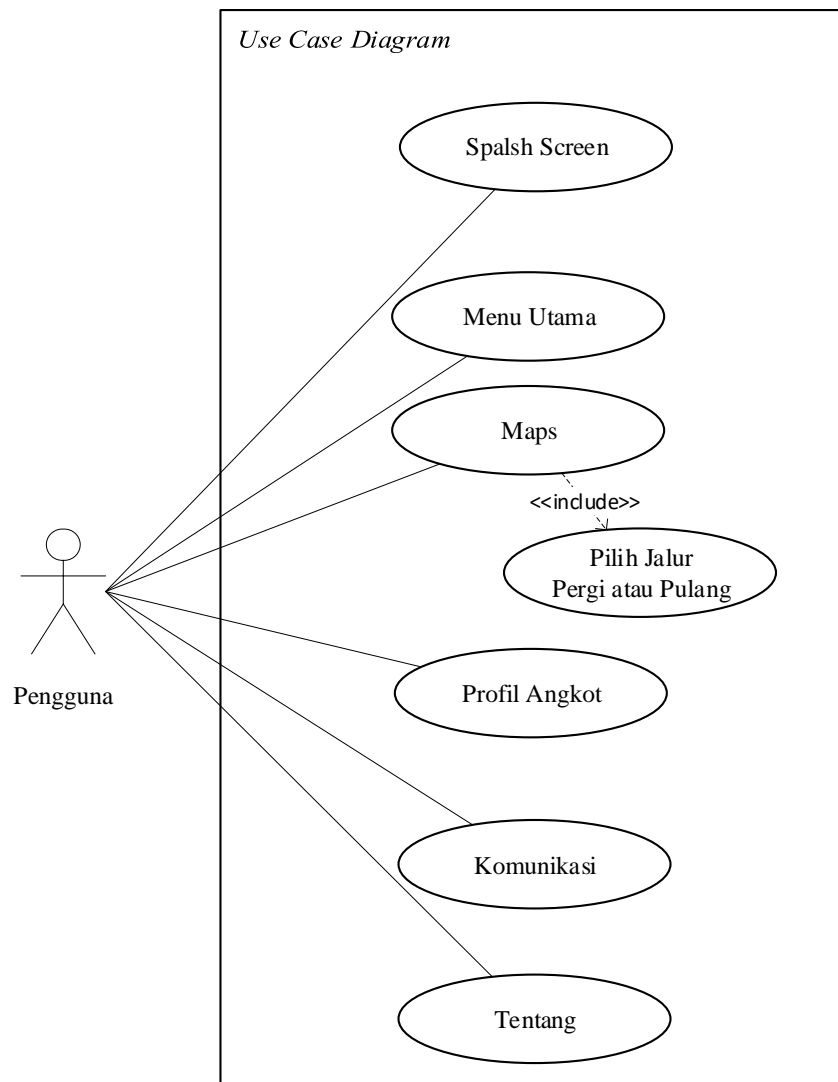 Use Case Diagram
Spalsh Screen
Menu Utama
Maps
<<include>>
Pilih Jalur
Pergi atau Pulang
Pengguna
Profil Angkot
Komunikasi
Tentang